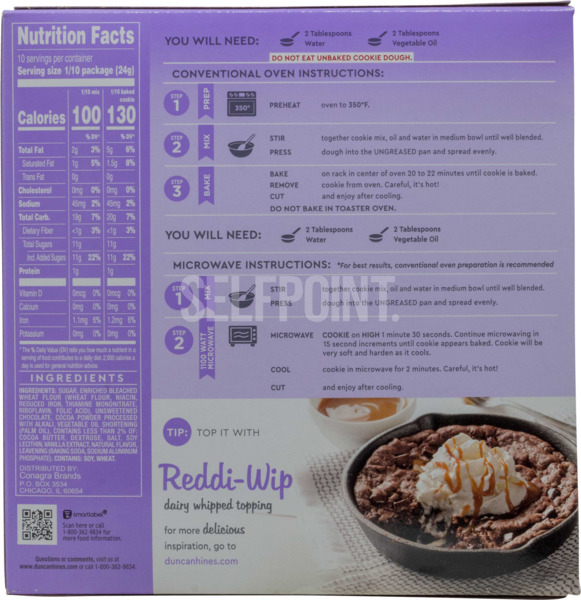 Nutrition Facts
10 servings per container
Serving size 1/10 package (24g)
1/10 mix 1/10 baked cookie
Calories 100 130
% DV* % DV*
Total Fat 2g 3% 5g 6%
Saturated Fat 1g 5% 1.5g 8%
Trans Fat 0g 0g
Cholesterol 0mg 0% 0mg 0%
Sodium 45mg 2% 45mg 2%
Total Carb. 19g 7% 20g 7%
Dietary Fiber <1g 3% <1g 3%
Total Sugars 11g 11g
Incl. Added Sugars 11g 22% 11g 22%
Protein 1g 1g
Vitamin D 0mcg 0% 0mcg 0%
Calcium 0mg 0% 0mg 0%
Iron 1.1mg 6% 1.2mg 6%
Potassium 0mg 0% 0mg 0%
*The % Daily Value (DV) tells you how much a nutrient in a
serving of food contributes to a daily diet. 2,000 calories a
day is used for general nutrition advice.
INGREDIENTS
INGREDIENTS: SUGAR, ENRICHED BLEACHED
WHEAT FLOUR (WHEAT FLOUR, NIACIN,
REDUCED IRON, THIAMINE MONONITRATE,
RIBOFLAVIN, FOLIC ACID), UNSWEETENED
CHOCOLATE, COCOA POWDER PROCESSED
WITH ALKALI, VEGETABLE OIL SHORTENING
(PALM OIL). CONTAINS LESS THAN 2% OF:
COCOA BUTTER, DEXTROSE, SALT, SOY
LECITHIN, VANILLA EXTRACT, NATURAL FLAVOR,
LEAVENING (BAKING SODA, SODIUM ALUMINUM
PHOSPHATE). CONTAINS: SOY, WHEAT.
DISTRIBUTED BY:
Conagra Brands
P.O. BOX 3534
CHICAGO, IL 60654
smartlabel
Scan here or call
1-800-362-9834 for
more food information.
Questions or comments, visit us at
www.duncanhines.com or call 1-800-362-9834.
YOU WILL NEED: 2 Tablespoons Water 2 Tablespoons Vegetable Oil
DO NOT EAT UNBAKED COOKIE DOUGH.
CONVENTIONAL OVEN INSTRUCTIONS:
STEP 1 PREP 350° PREHEAT oven to 350°F.
STEP 2 MIX STIR together cookie mix, oil and water in medium bowl until well blended.
PRESS dough into the UNGREASED pan and spread evenly.
STEP 3 BAKE BAKE on rack in center of oven 20 to 22 minutes until cookie is baked.
REMOVE cookie from oven. Careful, it's hot!
CUT and enjoy after cooling.
DO NOT BAKE IN TOASTER OVEN.
YOU WILL NEED: 2 Tablespoons Water 2 Tablespoons Vegetable Oil
MICROWAVE INSTRUCTIONS: *For best results, conventional oven preparation is recommended
STEP 1 MIX STIR together cookie mix, oil and water in medium bowl until well blended.
PRESS dough into the UNGREASED pan and spread evenly.
SELFPOINT.
STEP 2 1100 WATT MICROWAVE MICROWAVE COOKIE on HIGH 1 minute 30 seconds. Continue microwaving in
15 second increments until cookie appears baked. Cookie will be
very soft and harden as it cools.
COOL cookie in microwave for 2 minutes. Careful, it's hot!
CUT and enjoy after cooling.
TIP: TOP IT WITH
Reddi-Wip
dairy whipped topping
for more delicious
inspiration, go to
duncanhines.com